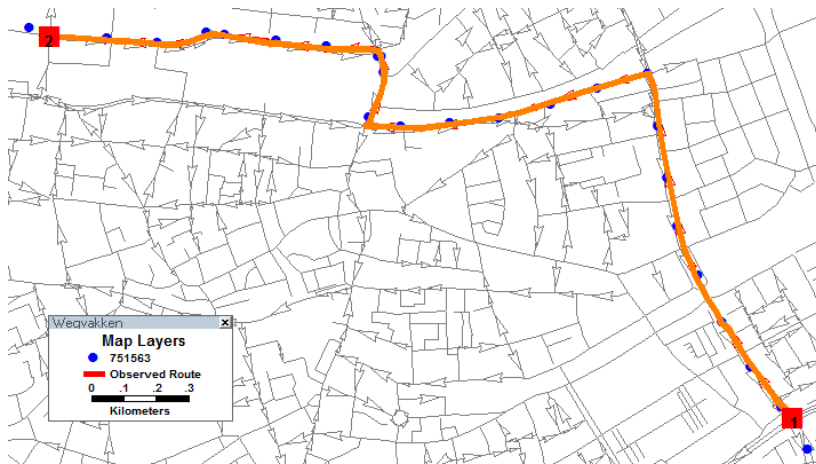 2
Wegvakken
Map Layers
751563
Observed Route
0 .1 .2 .3
Kilometers
1